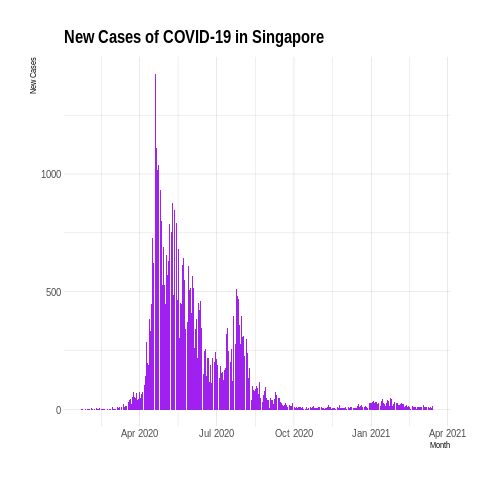 New Cases of COVID-19 in Singapore
New Cases
1000
500
0
Apr 2020 Jul 2020 Oct 2020 Jan 2021 Apr 2021
Month